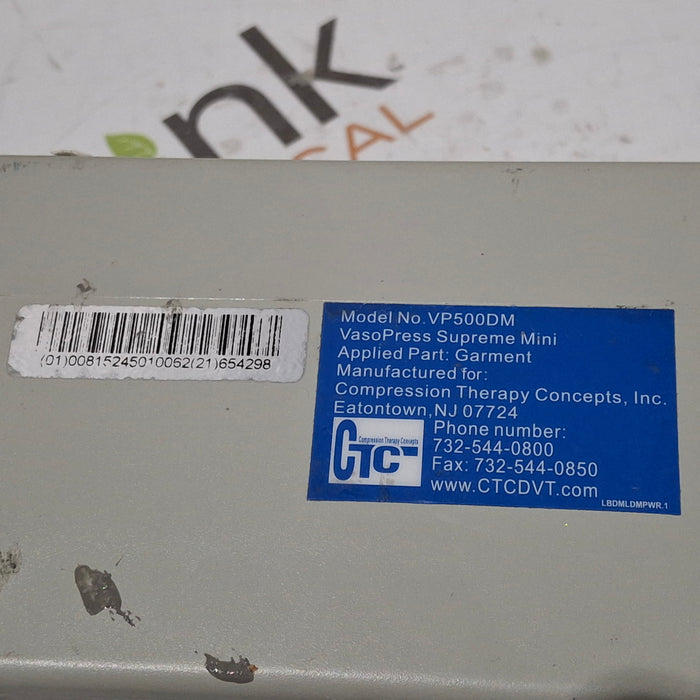 nk
CAL
(01)00815245010062(21)654298
Model No.VP500DM
VasoPress Supreme Mini
Applied Part: Garment
Manufactured for:
Compression Therapy Concepts, Inc.
Eatontown,NJ 07724
Compression Therapy Concepts
CTC
Phone number:
732-544-0800
Fax: 732-544-0850
www.CTCDVT.com
LBDMLDMPWR.1